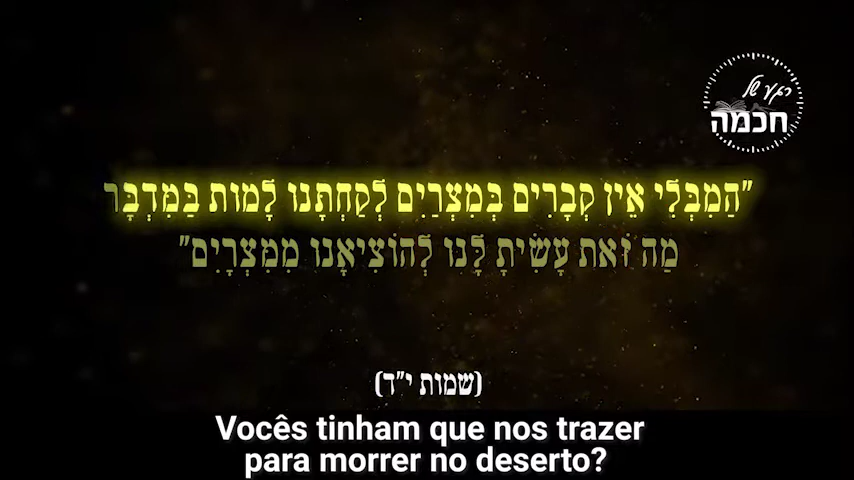 רגע של
חכמה
"הַמִבְּלִי אֵין קְבָרִים בְּמִצְרַיִם לְקַחְתָּנוּ לָמוּת בַּמִדְבָּר
מַה זֹאת עָשִׂיתָ לָּנוּ לְהוֹצִיאָנוּ מִמִּצְרָיִם"
(שמות י"ד)
Vocês tinham que nos trazer
para morrer no deserto?